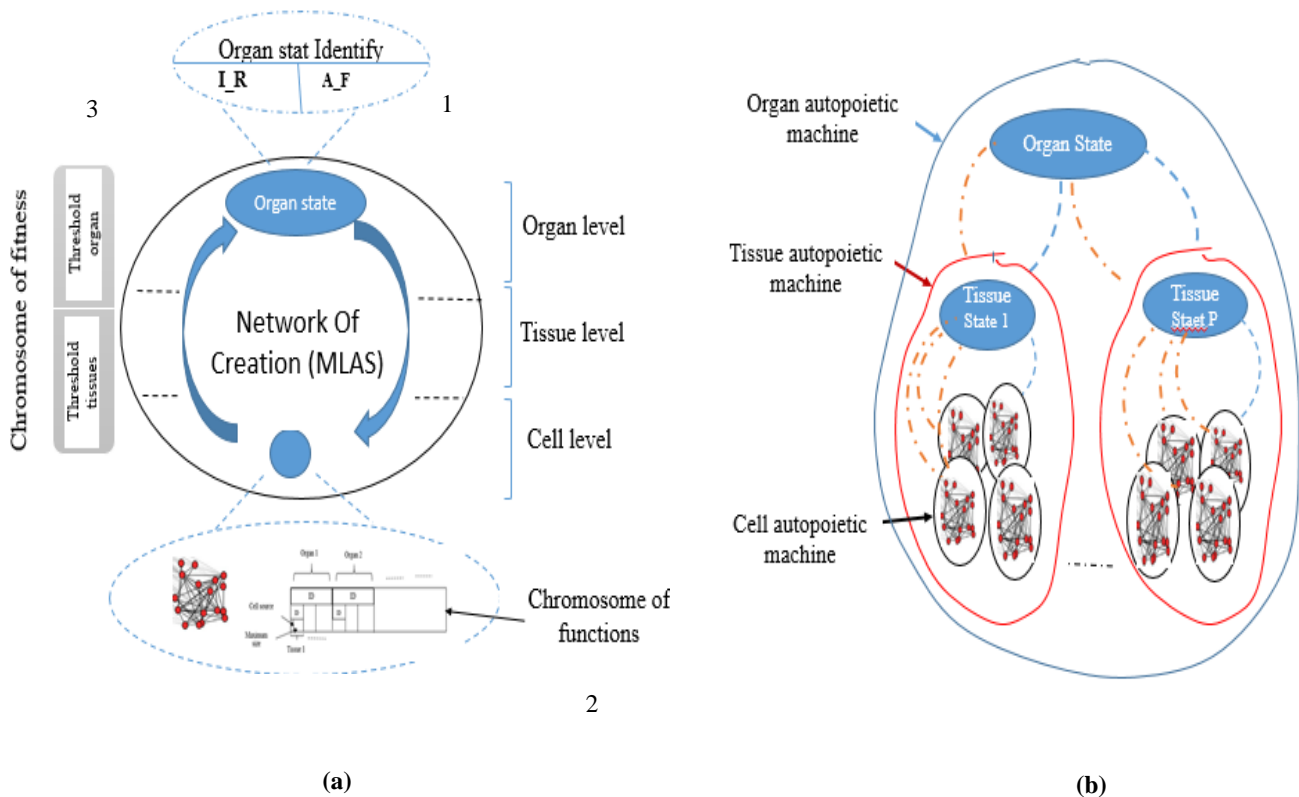 Organ stat Identify
I_R
A_F
3
1
Chromosome of fitness
Threshold
organ
Threshold
tissues
Organ state
Network Of
Creation (MLAS)
Organ level
Tissue level
Cell level
Organ 1
Organ 2
D
D
Cell source
D
D
Maximum
size
Tissue 1
Chromosome of
functions
2
(a)
Organ autopoietic
machine
Organ State
Tissue autopoietic
machine
Tissue
State 1
Tissue
Staet P
Cell autopoietic
machine
(b)